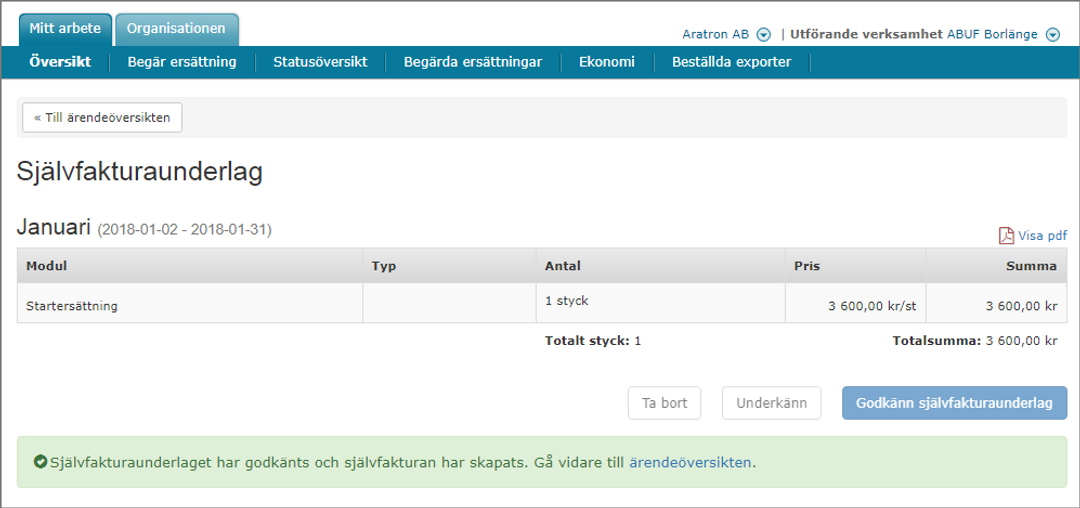 Mitt arbete Organisationen
Aratron AB | Utförande verksamhet ABUF Borlänge
Översikt Begär ersättning Statusöversikt Begärda ersättningar Ekonomi Beställda exporter
« Till ärendeöversikten
Självfakturaunderlag
Januari (2018-01-02 - 2018-01-31)
Visa pdf
Modul Typ Antal Pris Summa
Startersättning 1 styck 3 600,00 kr/st 3 600,00 kr
Totalt styck: 1 Totalsumma: 3 600,00 kr
Ta bort Underkänn Godkänn självfakturaunderlag
Självfakturaunderlaget har godkänts och självfakturan har skapats. Gå vidare till ärendeöversikten.